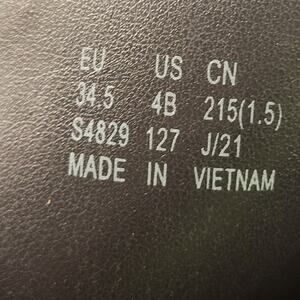 EU US CN
34.5 4B 215(1.5)
S4829 127 J/21
MADE IN VIETNAM